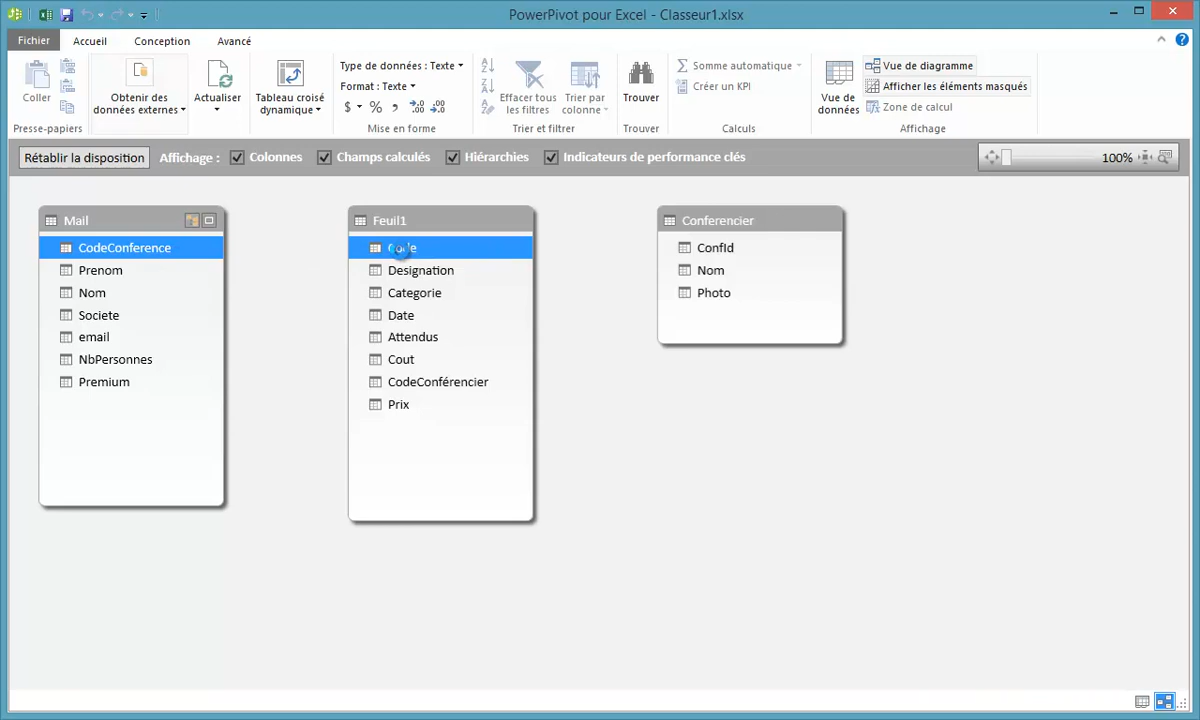 PowerPivot pour Excel - Classeur1.xlsx
Fichier Accueil Conception Avancé
Coller
Presse-papiers
Obtenir des données externes
Actualiser
Tableau croisé dynamique
Type de données : Texte
Format : Texte
$ % , ,00 ,00
Mise en forme
Effacer tous les filtres
Trier par colonne
Trier et filtrer
Trouver
Trouver
Somme automatique
Créer un KPI
Calculs
Vue de données
Vue de diagramme
Afficher les éléments masqués
Zone de calcul
Affichage
Rétablir la disposition Affichage : Colonnes Champs calculés Hiérarchies Indicateurs de performance clés 100%
Mail
CodeConference
Prenom
Nom
Societe
email
NbPersonnes
Premium
Feuil1
Code
Designation
Categorie
Date
Attendus
Cout
CodeConférencier
Prix
Conferencier
ConfId
Nom
Photo